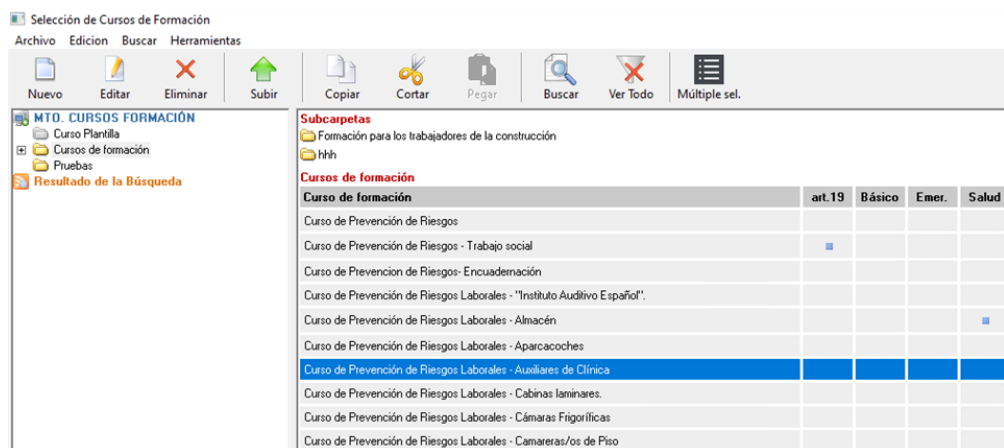 Selección de Cursos de Formación
Archivo Edicion Buscar Herramientas
Nuevo Editar Eliminar Subir Copiar Cortar Pegar Buscar Ver Todo Múltiple sel.
MTO. CURSOS FORMACIÓN
Curso Plantilla
Cursos de formación
Pruebas
Resultado de la Búsqueda
Subcarpetas
Formación para los trabajadores de la construcción
hhh
Cursos de formación
Curso de formación art.19 Básico Emer. Salud
Curso de Prevención de Riesgos
Curso de Prevención de Riesgos - Trabajo social
Curso de Prevencion de Riesgos- Encuadernación
Curso de Prevención de Riesgos Laborales - "Instituto Auditivo Español".
Curso de Prevención de Riesgos Laborales - Almacén
Curso de Prevención de Riesgos Laborales - Aparcacoches
Curso de Prevención de Riesgos Laborales - Auxiliares de Clínica
Curso de Prevención de Riesgos Laborales - Cabinas laminares.
Curso de Prevención de Riesgos Laborales - Cámaras Frigoríficas
Curso de Prevención de Riesgos Laborales - Camareras/os de Piso